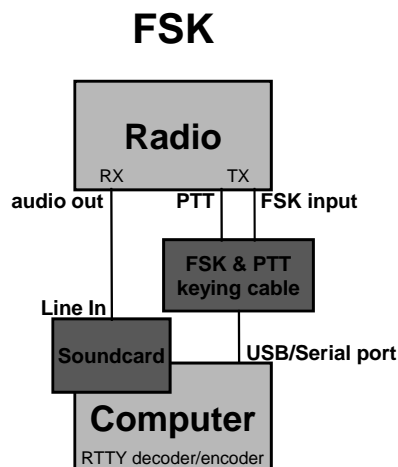 FSK
Radio
RX TX
audio out PTT FSK input
FSK & PTT
keying cable
Line In
Soundcard USB/Serial port
Computer
RTTY decoder/encoder